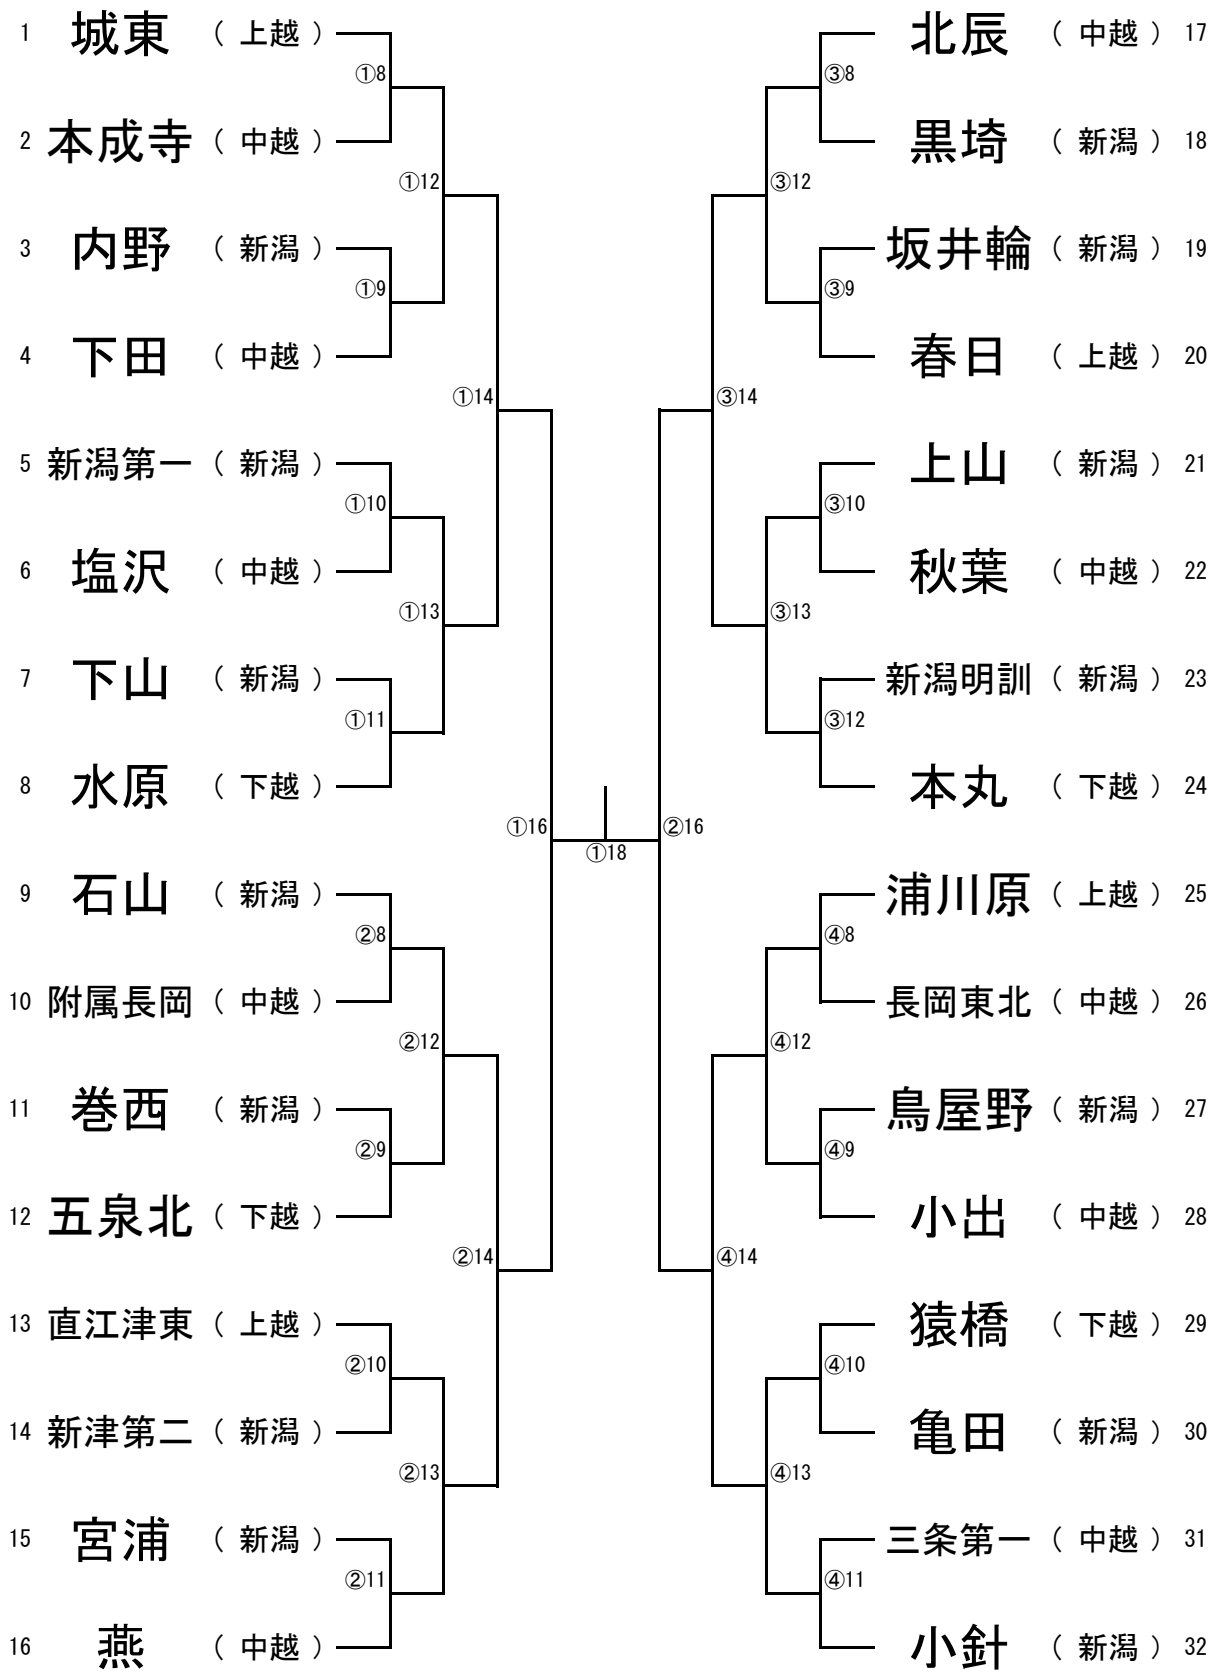 1 城東 （ 上越 ）
①8
2 本成寺 （ 中越 ）
①12
3 内野 （ 新潟 ）
①9
4 下田 （ 中越 ）
①14
5 新潟第一 （ 新潟 ）
①10
6 塩沢 （ 中越 ）
①13
7 下山 （ 新潟 ）
①11
8 水原 （ 下越 ）
①16
9 石山 （ 新潟 ）
②8
10 附属長岡 （ 中越 ）
②12
11 巻西 （ 新潟 ）
②9
12 五泉北 （ 下越 ）
②14
13 直江津東 （ 上越 ）
②10
14 新津第二 （ 新潟 ）
②13
15 宮浦 （ 新潟 ）
②11
16 燕 （ 中越 ）
①18
北辰 （ 中越 ） 17
③8
黒埼 （ 新潟 ） 18
③12
坂井輪 （ 新潟 ） 19
③9
春日 （ 上越 ） 20
③14
上山 （ 新潟 ） 21
③10
秋葉 （ 中越 ） 22
③13
新潟明訓 （ 新潟 ） 23
③12
本丸 （ 下越 ） 24
②16
浦川原 （ 上越 ） 25
④8
長岡東北 （ 中越 ） 26
④12
鳥屋野 （ 新潟 ） 27
④9
小出 （ 中越 ） 28
④14
猿橋 （ 下越 ） 29
④10
亀田 （ 新潟 ） 30
④13
三条第一 （ 中越 ） 31
④11
小針 （ 新潟 ） 32